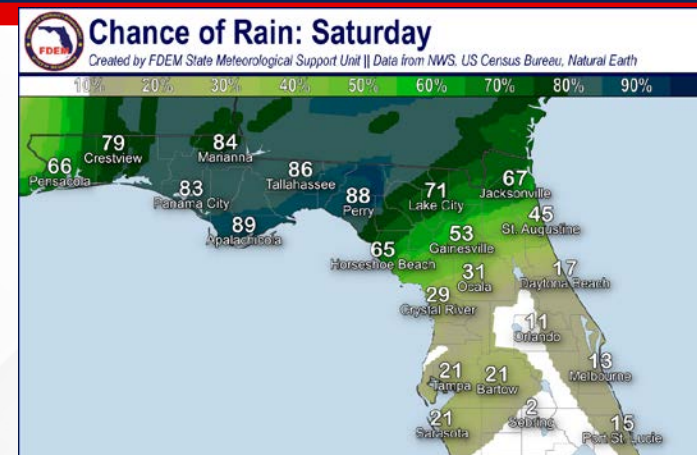 FDEM
Chance of Rain: Saturday
Created by FDEM State Meteorological Support Unit || Data from NWS, US Census Bureau, Natural Earth
10% 20% 30% 40% 50% 60% 70% 80% 90%
79
Crestview
84
Marianna
66
Pensacola
86
Tallahassee
83
Panama City
88
Perry
71
Lake City
67
Jacksonville
89
Apalachicola
45
St. Augustine
53
Gainesville
65
Horseshoe Beach
31
Ocala
17
Daytona Beach
29
Crystal River
11
Orlando
13
Melbourne
21
Tampa
21
Bartow
21
Sarasota
2
Sebring
15
Port St. Lucie